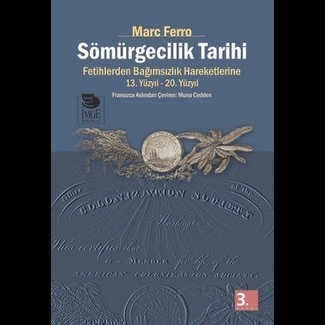 Marc Ferro
Sömürgecilik Tarihi
Fetihlerden Bağımsızlık Hareketlerine
13. Yüzyıl - 20. Yüzyıl
Fransızca Aslından Çeviren: Muna Cedden
İMGE
COLONIZATION SOCIETY
Washington
This certifies that
MEMBER for life of the
AMERICAN COLONIZATION SOCIETY.
3.